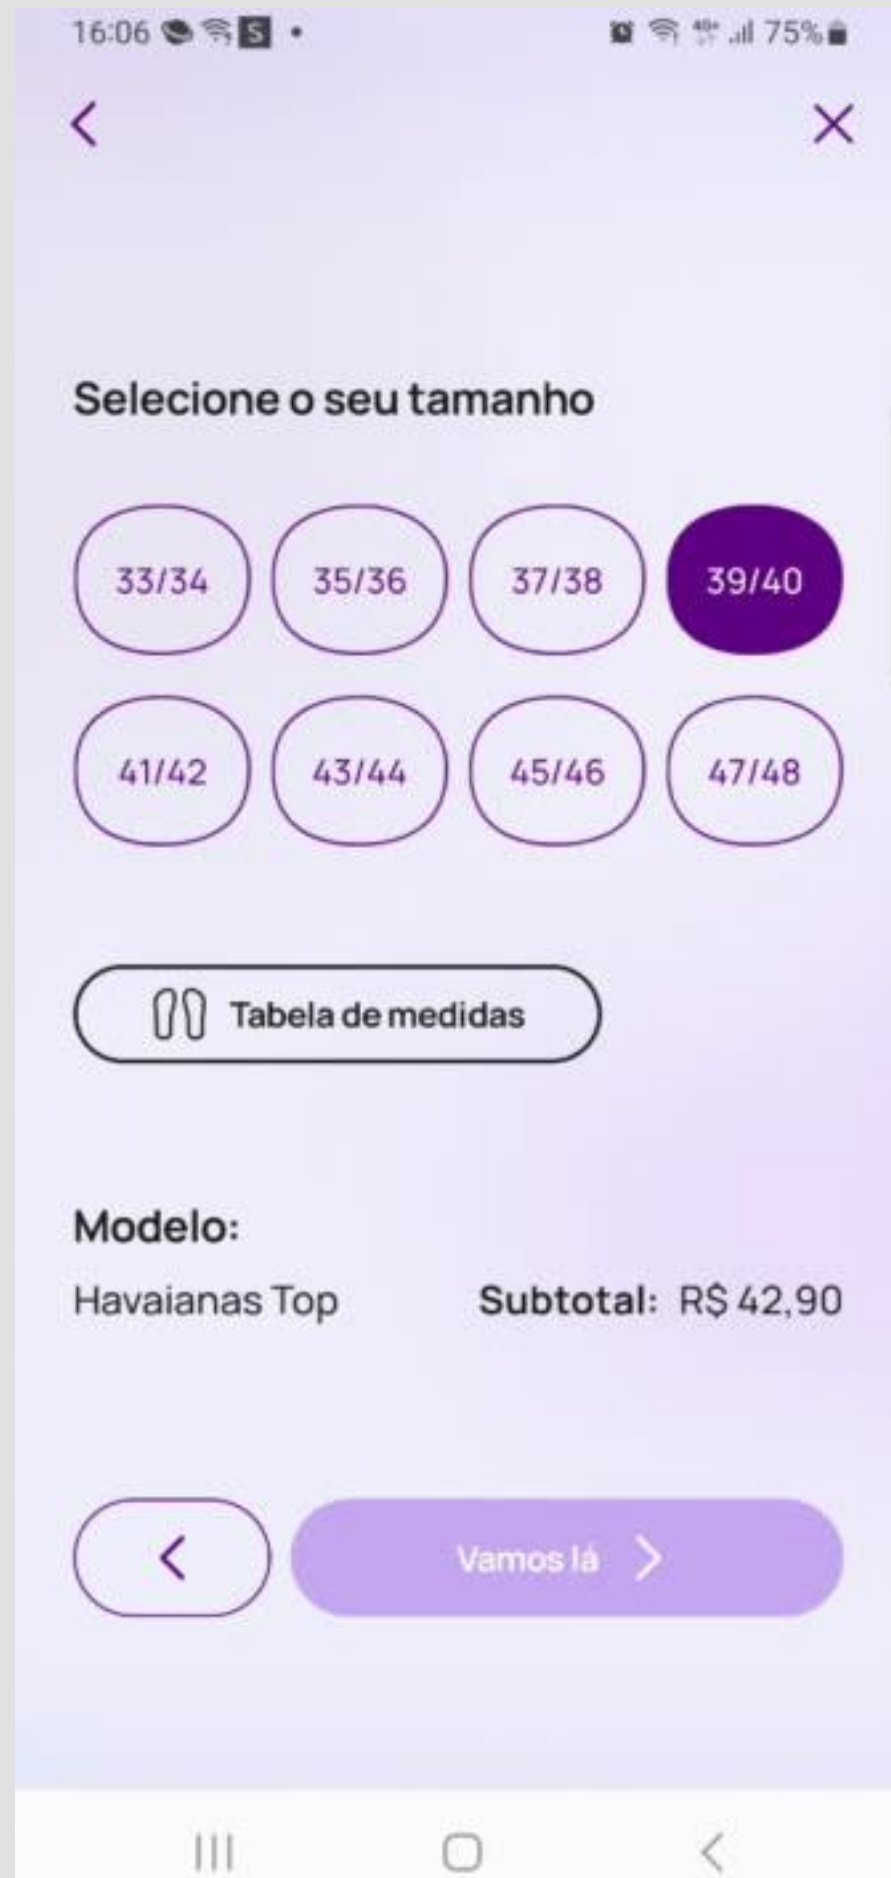 16:06 S •
75%
Selecione o seu tamanho
33/34 35/36 37/38 39/40
41/42 43/44 45/46 47/48
Tabela de medidas
Modelo:
Havaianas Top Subtotal: R$ 42,90
Vamos lá